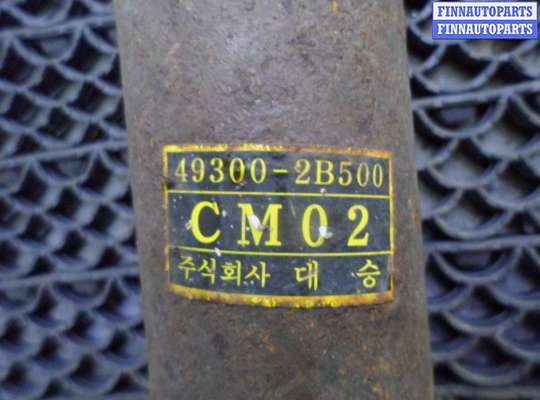 FINNAUTOPARTS
FINNAUTOPARTS
49300-2B500
CM02
주식회사 대 승